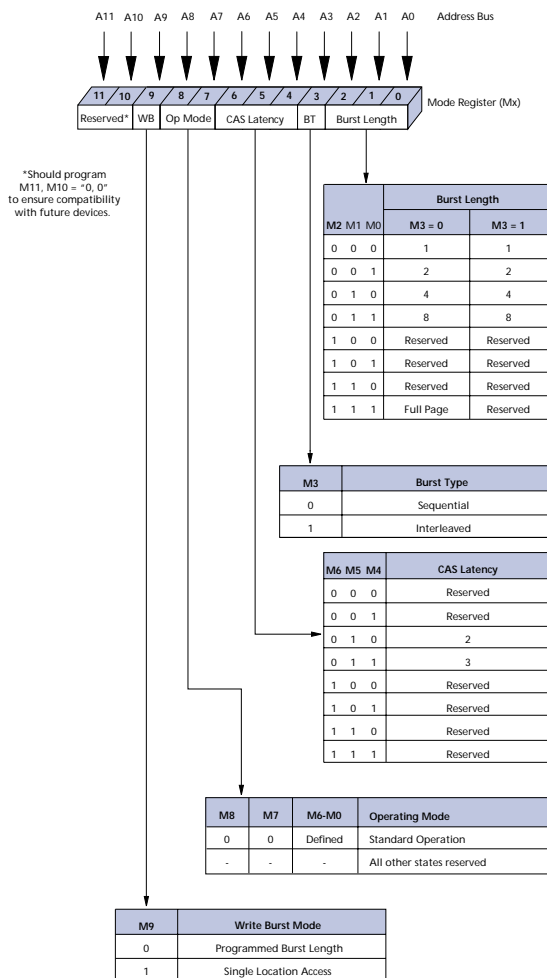 A11 A10 A9 A8 A7 A6 A5 A4 A3 A2 A1 A0 Address Bus
11 10 9 8 7 6 5 4 3 2 1 0 Mode Register (Mx)
Reserved* WB Op Mode CAS Latency BT Burst Length
*Should program
M11, M10 = "0, 0"
to ensure compatibility
with future devices.
Burst Length
M2 M1 M0 M3 = 0 M3 = 1
0 0 0 1 1
0 0 1 2 2
0 1 0 4 4
0 1 1 8 8
1 0 0 Reserved Reserved
1 0 1 Reserved Reserved
1 1 0 Reserved Reserved
1 1 1 Full Page Reserved
M3 Burst Type
0 Sequential
1 Interleaved
M6 M5 M4 CAS Latency
0 0 0 Reserved
0 0 1 Reserved
0 1 0 2
0 1 1 3
1 0 0 Reserved
1 0 1 Reserved
1 1 0 Reserved
1 1 1 Reserved
M8 M7 M6-M0 Operating Mode
0 0 Defined Standard Operation
- - - All other states reserved
M9 Write Burst Mode
0 Programmed Burst Length
1 Single Location Access